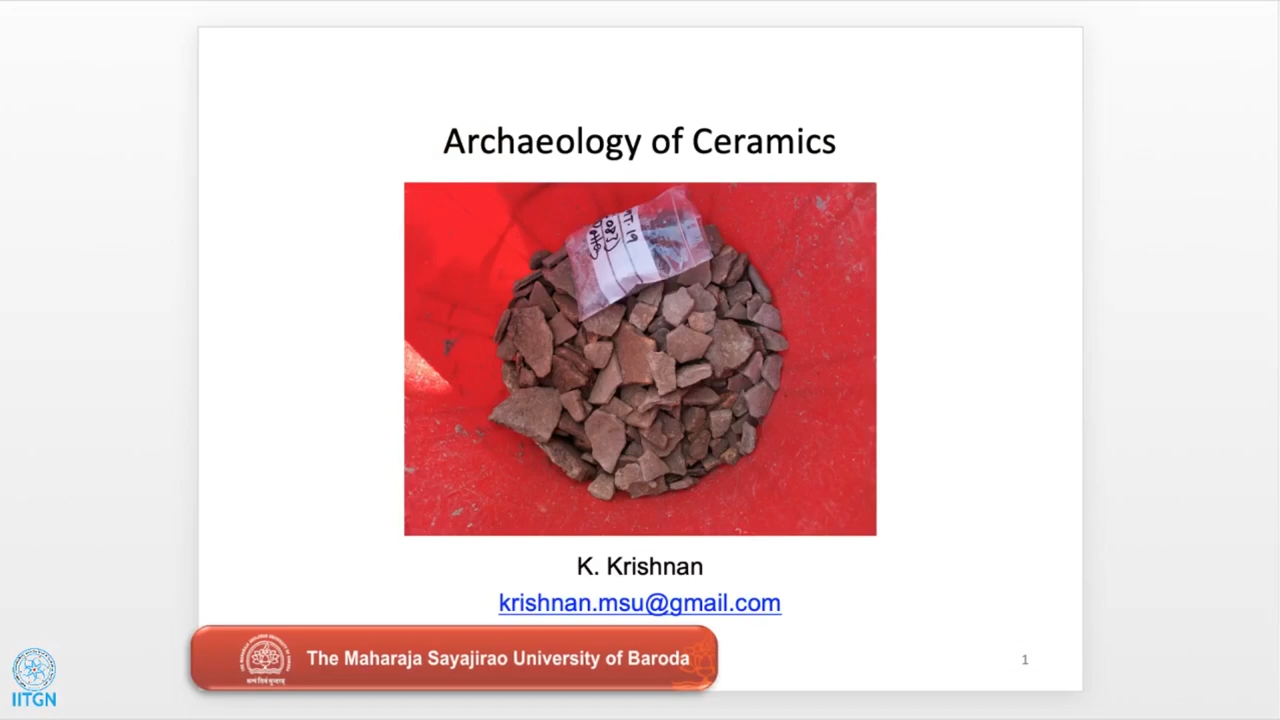 Archaeology of Ceramics
K. Krishnan
krishnan.msu@gmail.com
The Maharaja Sayajirao University of Baroda
1
IITGN